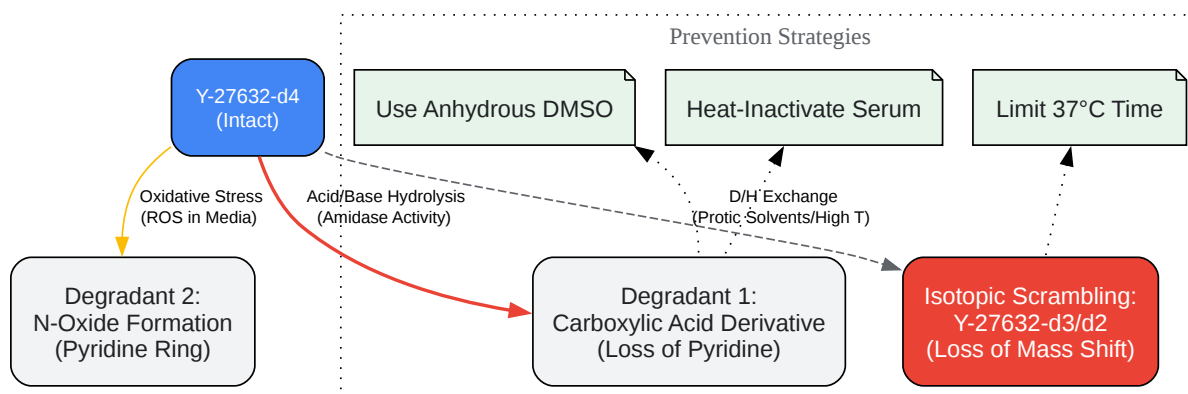 Prevention Strategies
Y-27632-d4
(Intact)
Use Anhydrous DMSO
Heat-Inactivate Serum
Limit 37°C Time
Oxidative Stress
(ROS in Media)
Acid/Base Hydrolysis
(Amidase Activity)
D/H Exchange
(Protic Solvents/High T)
Degradant 2:
N-Oxide Formation
(Pyridine Ring)
Degradant 1:
Carboxylic Acid Derivative
(Loss of Pyridine)
Isotopic Scrambling:
Y-27632-d3/d2
(Loss of Mass Shift)